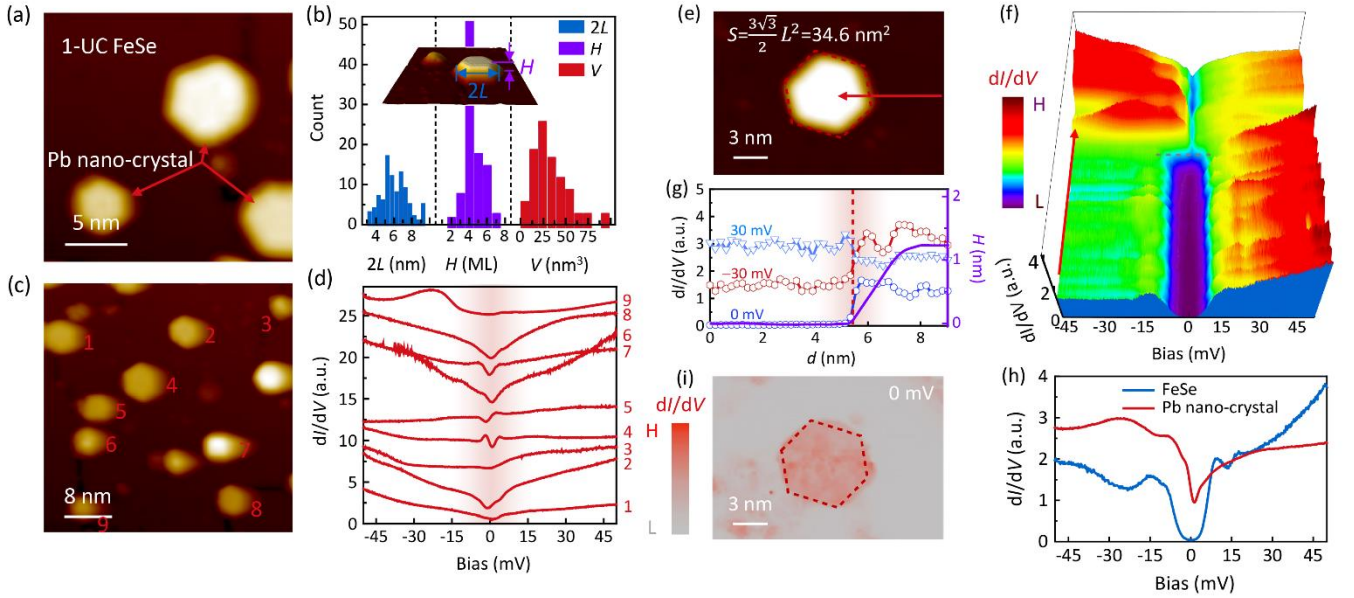 (a)
1-UC FeSe
Pb nano-crystal
5 nm
(b)
Count
50
40
30
20
10
0
2L
H
V
H
2L
4 6 8
2 4 6 8
0 25 50 75
2L (nm)
H (ML)
V (nm³)
(c)
1
2
3
4
5
6
7
8
9
8 nm
(d)
dI/dV (a.u.)
25
20
15
10
5
0
9
8
6
7
5
4
3
2
1
-45 -30 -15 0 15 30 45
Bias (mV)
(e)
S=3√3/2 L²=34.6 nm²
3 nm
(f)
dI/dV
H
L
4
2
0
dI/dV (a.u.)
-45 -30 -15 0 15 30 45
Bias (mV)
(g)
dI/dV (a.u.)
5
4
3
2
1
0
30 mV
−30 mV
0 mV
2
1
0
H (nm)
0 2 4 6 8
d (nm)
(i)
dI/dV
H
L
0 mV
3 nm
(h)
dI/dV (a.u.)
4
3
2
1
0
FeSe
Pb nano-crystal
-45 -30 -15 0 15 30 45
Bias (mV)